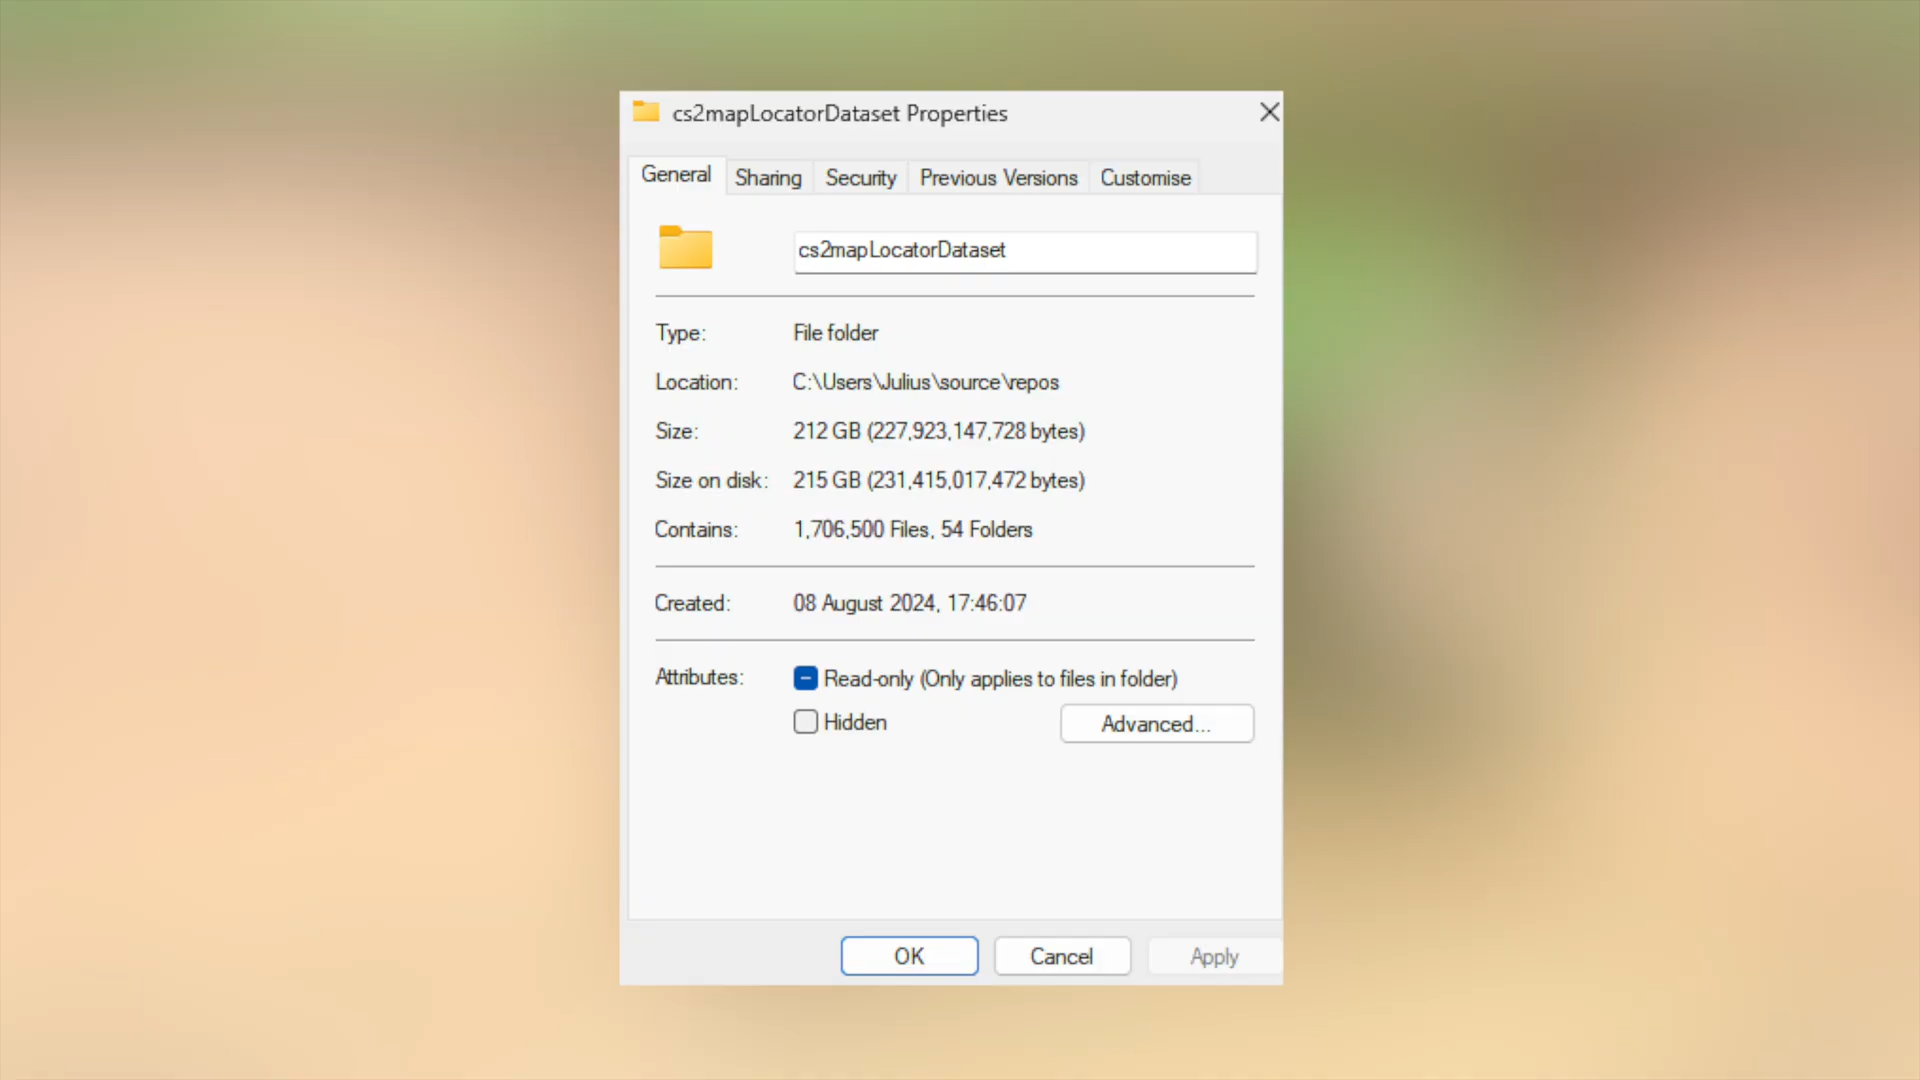 cs2mapLocatorDataset Properties
General Sharing Security Previous Versions Customise
cs2mapLocatorDataset
Type: File folder
Location: C:\Users\Julius\source\repos
Size: 212 GB (227,923,147,728 bytes)
Size on disk: 215 GB (231,415,017,472 bytes)
Contains: 1,706,500 Files, 54 Folders
Created: 08 August 2024, 17:46:07
Attributes: Read-only (Only applies to files in folder)
Hidden Advanced...
OK Cancel Apply